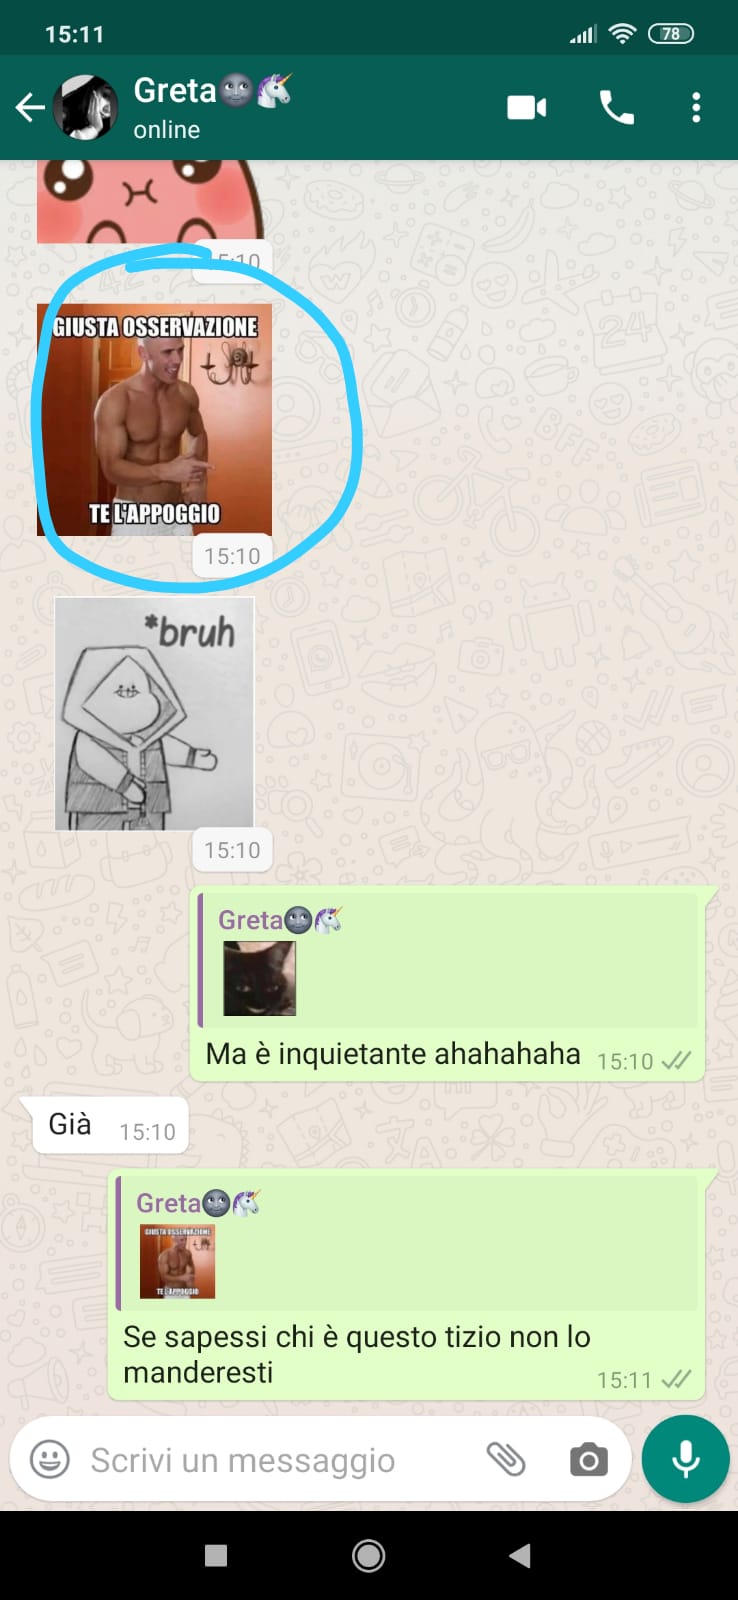 15:11
78
Greta🌚🦄
online
15:10
GIUSTA OSSERVAZIONE
TE L'APPOGGIO
15:10
*bruh
15:10
Greta🌚🦄
Ma è inquietante ahahahaha
15:10
Già
15:10
Greta🌚🦄
GIUSTA OSSERVAZIONE
TE L'APPOGGIO
Se sapessi chi è questo tizio non lo
manderesti
15:11
Scrivi un messaggio